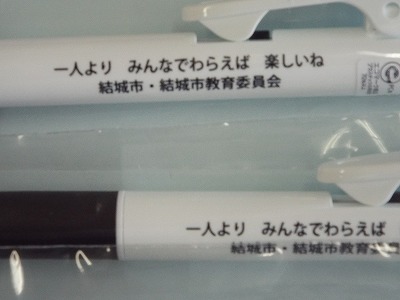 一人より　みんなでわらえば　楽しいね
結城市・結城市教育委員会
一人より　みんなでわらえば
結城市・結城市教育委員